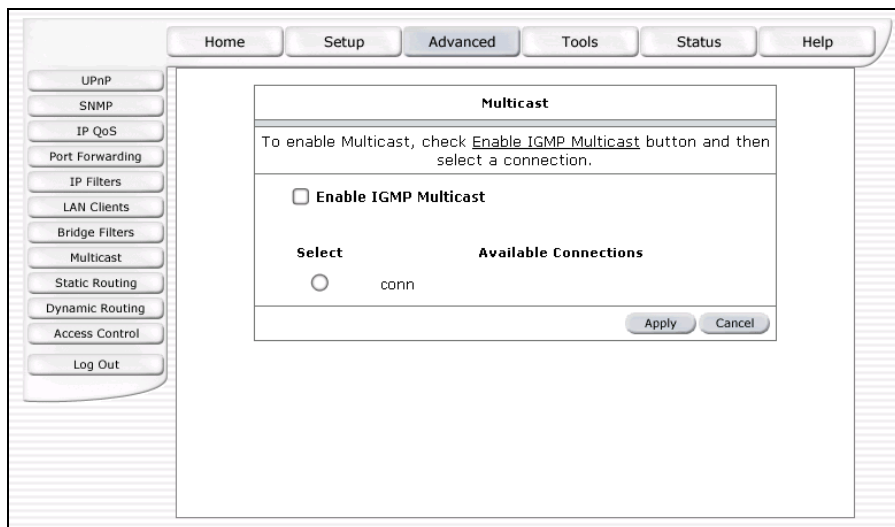 Home Setup Advanced Tools Status Help
UPnP
SNMP
IP QoS
Port Forwarding
IP Filters
LAN Clients
Bridge Filters
Multicast
Static Routing
Dynamic Routing
Access Control
Log Out
Multicast
To enable Multicast, check Enable IGMP Multicast button and then
select a connection.
Enable IGMP Multicast
Select Available Connections
conn
Apply Cancel